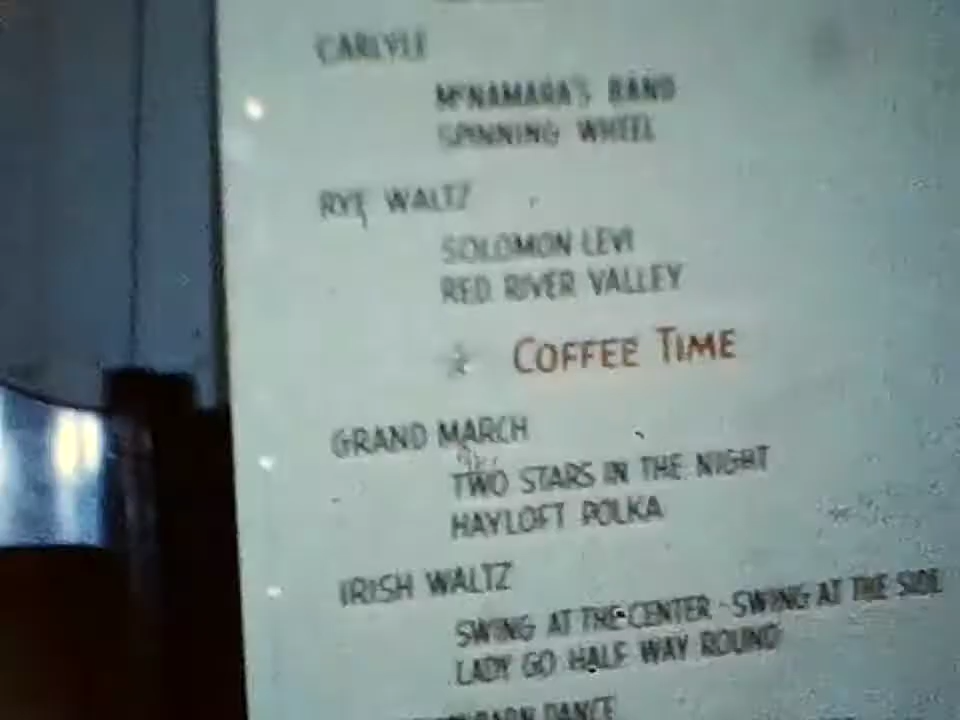 CARLYLE
McNAMARA'S BAND
SPINNING WHEEL
RYE WALTZ
SOLOMON LEVI
RED RIVER VALLEY
COFFEE TIME
GRAND MARCH
TWO STARS IN THE NIGHT
HAYLOFT POLKA
IRISH WALTZ
SWING AT THE CENTER - SWING AT THE SIDE
LADY GO HALF WAY ROUND
BARN DANCE